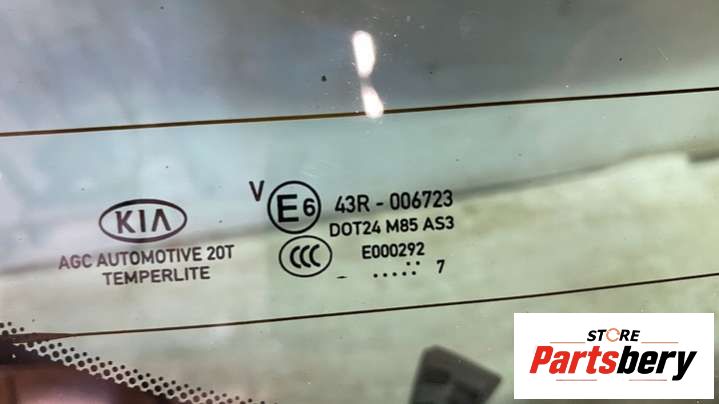 KIA
AGC AUTOMOTIVE 20T
TEMPERLITE
V E6 43R - 006723
DOT24 M85 AS3
CCC E000292
7
STORE
Partsbery